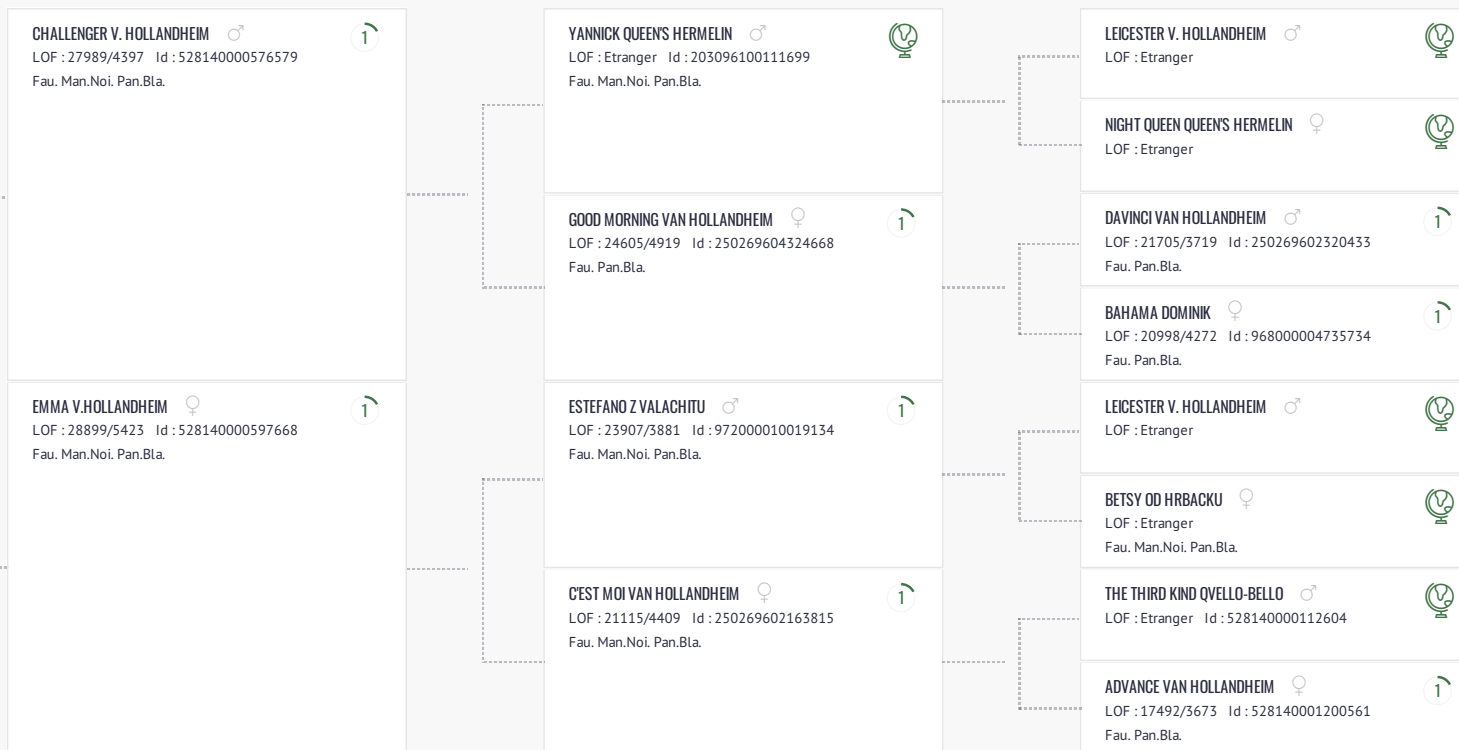 CHALLENGER V. HOLLANDHEIM
1
LOF : 27989/4397 Id : 528140000576579
Fau. Man.Noi. Pan.Bla.
EMMA V.HOLLANDHEIM
1
LOF : 28899/5423 Id : 528140000597668
Fau. Man.Noi. Pan.Bla.
YANNICK QUEEN'S HERMELIN
LOF : Etranger Id : 203096100111699
Fau. Man.Noi. Pan.Bla.
GOOD MORNING VAN HOLLANDHEIM
1
LOF : 24605/4919 Id : 250269604324668
Fau. Pan.Bla.
ESTEFANO Z VALACHITU
1
LOF : 23907/3881 Id : 972000010019134
Fau. Man.Noi. Pan.Bla.
C'EST MOI VAN HOLLANDHEIM
1
LOF : 21115/4409 Id : 250269602163815
Fau. Man.Noi. Pan.Bla.
LEICESTER V. HOLLANDHEIM
LOF : Etranger
NIGHT QUEEN QUEEN'S HERMELIN
LOF : Etranger
DAVINCI VAN HOLLANDHEIM
1
LOF : 21705/3719 Id : 250269602320433
Fau. Pan.Bla.
BAHAMA DOMINIK
1
LOF : 20998/4272 Id : 968000004735734
Fau. Pan.Bla.
LEICESTER V. HOLLANDHEIM
LOF : Etranger
BETSY OD HRBACKU
LOF : Etranger
Fau. Man.Noi. Pan.Bla.
THE THIRD KIND QVELLO-BELLO
LOF : Etranger Id : 528140000112604
ADVANCE VAN HOLLANDHEIM
1
LOF : 17492/3673 Id : 528140001200561
Fau. Pan.Bla.